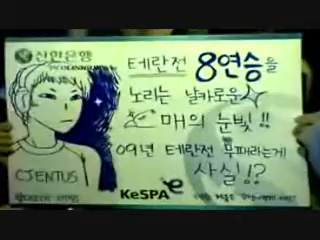 신한은행
테란전 8연승을
노리는 날카로운
매의 눈빛!!
09년 테란전 무패라는게
사실!?
CJENTUS
KeSPA e